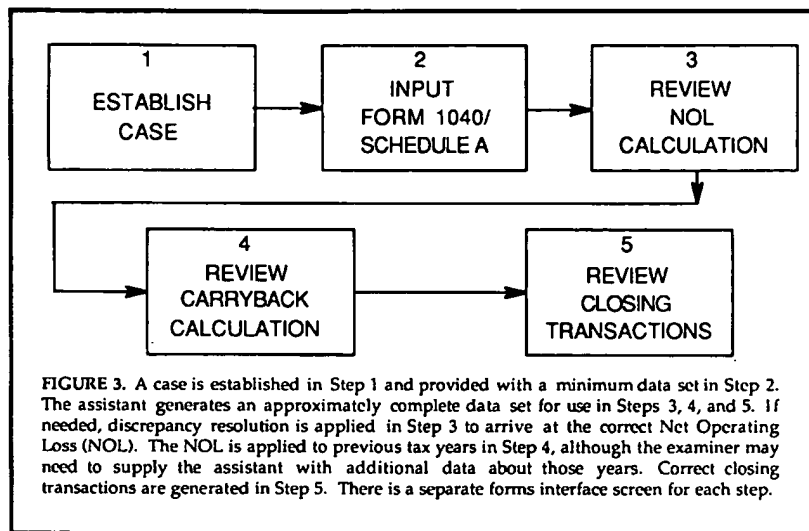 1
ESTABLISH
CASE
2
INPUT
FORM 1040/
SCHEDULE A
3
REVIEW
NOL
CALCULATION
4
REVIEW
CARRYBACK
CALCULATION
5
REVIEW
CLOSING
TRANSACTIONS
FIGURE 3. A case is established in Step 1 and provided with a minimum data set in Step 2.
The assistant generates an approximately complete data set for use in Steps 3, 4, and 5. If
needed, discrepancy resolution is applied in Step 3 to arrive at the correct Net Operating
Loss (NOL). The NOL is applied to previous tax years in Step 4, although the examiner may
need to supply the assistant with additional data about those years. Correct closing
transactions are generated in Step 5. There is a separate forms interface screen for each step.